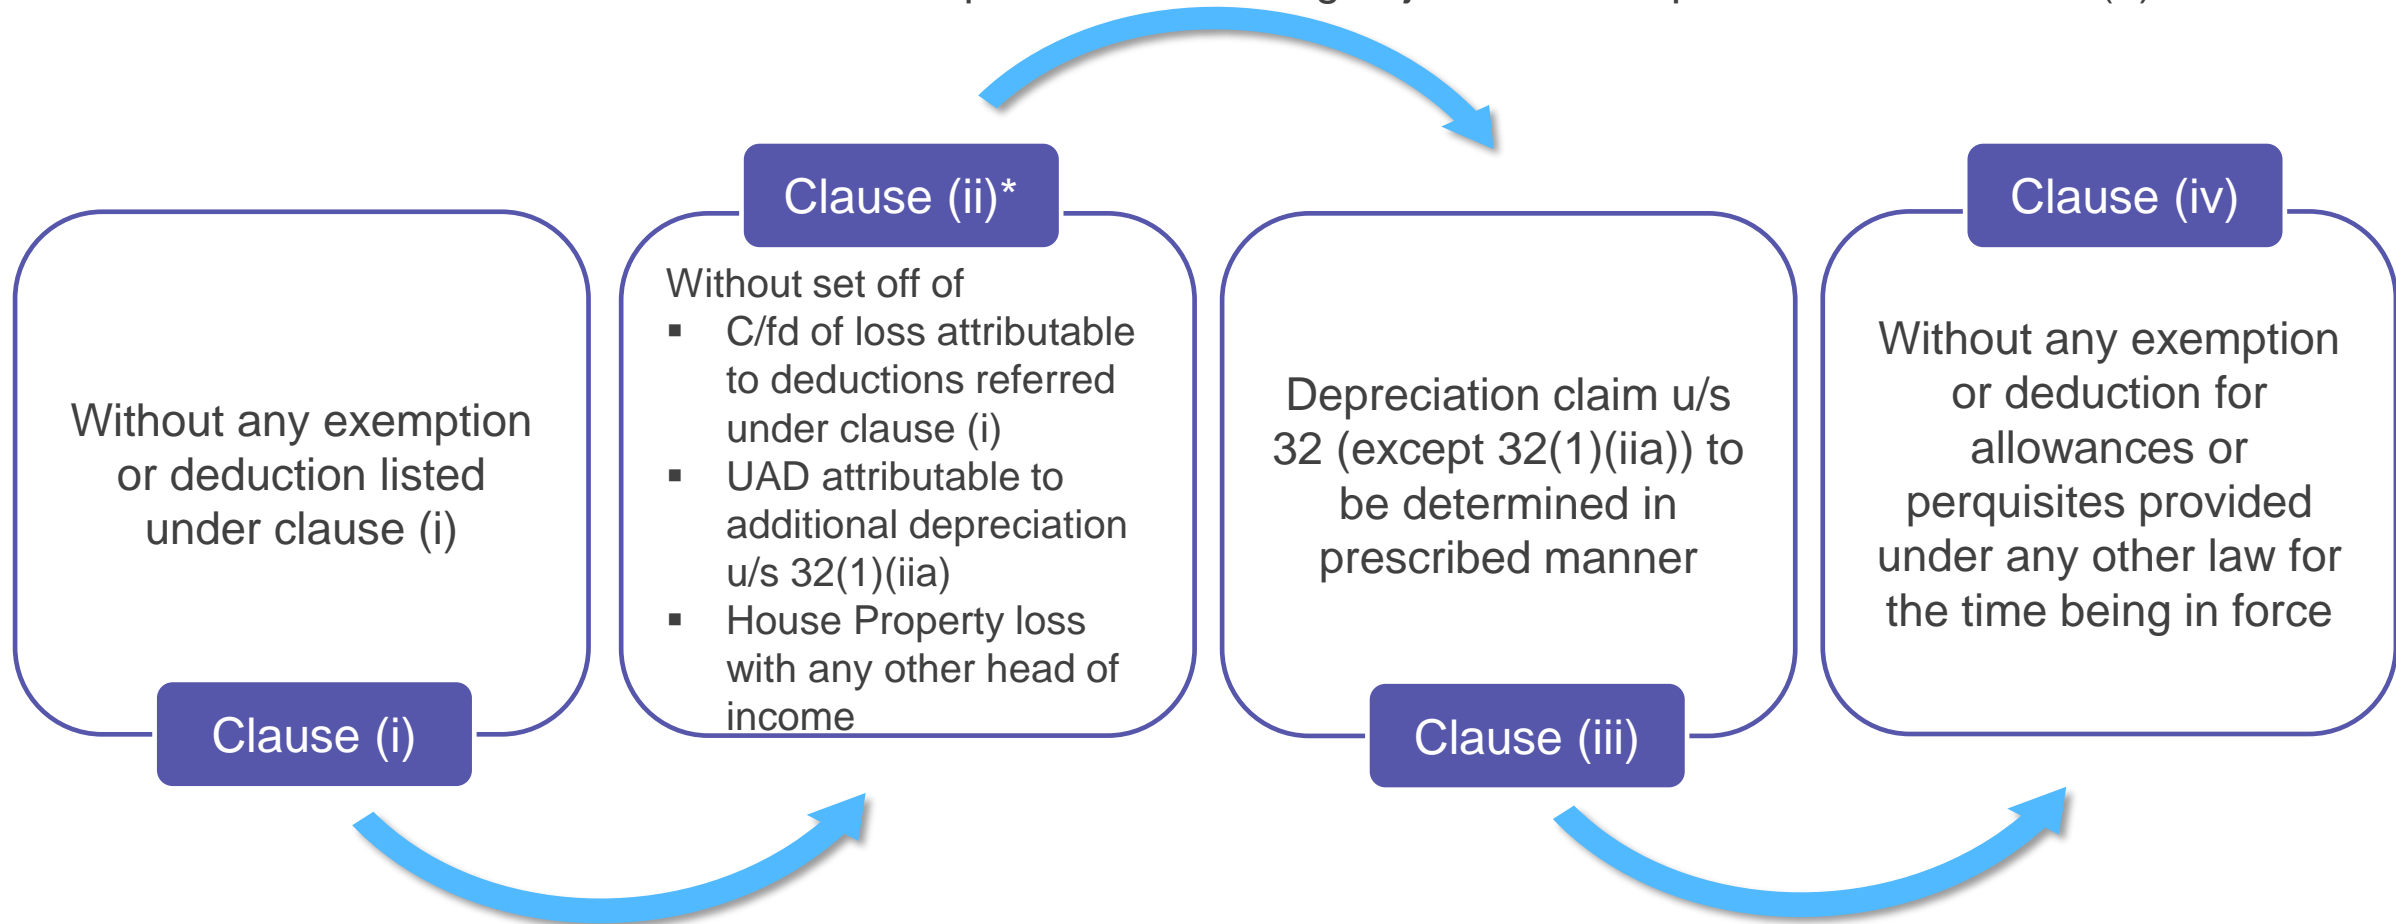 Clause (i)
Without any exemption
or deduction listed
under clause (i)
Clause (ii)*
Without set off of
▪ C/fd of loss attributable
to deductions referred
under clause (i)
▪ UAD attributable to
additional depreciation
u/s 32(1)(iia)
▪ House Property loss
with any other head of
income
Depreciation claim u/s
32 (except 32(1)(iia)) to
be determined in
prescribed manner
Clause (iii)
Clause (iv)
Without any exemption
or deduction for
allowances or
perquisites provided
under any other law for
the time being in force